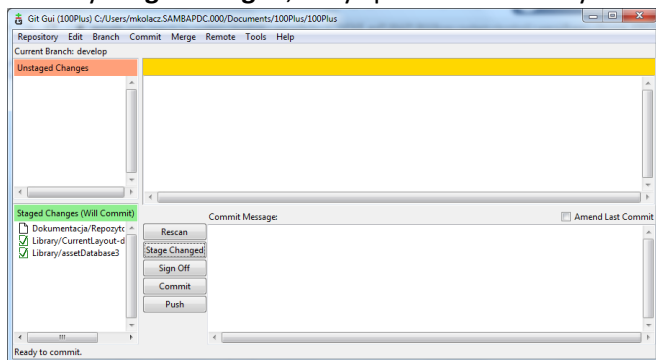 Git Gui (100Plus) C:/Users/mkolacz.SAMBAPDC.000/Documents/100Plus/100Plus
Repository Edit Branch Commit Merge Remote Tools Help
Current Branch: develop
Unstaged Changes
Staged Changes (Will Commit)
Dokumentacja/Repozytc
Library/CurrentLayout-d
Library/assetDatabase3
Rescan
Stage Changed
Sign Off
Commit
Push
Commit Message:
Amend Last Commit
Ready to commit.